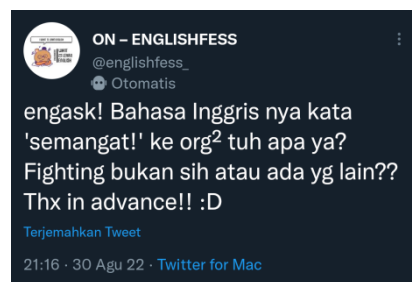 ON – ENGLISHFESS
@englishfess_
Otomatis
engask! Bahasa Inggris nya kata
'semangat!' ke org² tuh apa ya?
Fighting bukan sih atau ada yg lain??
Thx in advance!! :D
Terjemahkan Tweet
21:16 · 30 Agu 22 · Twitter for Mac